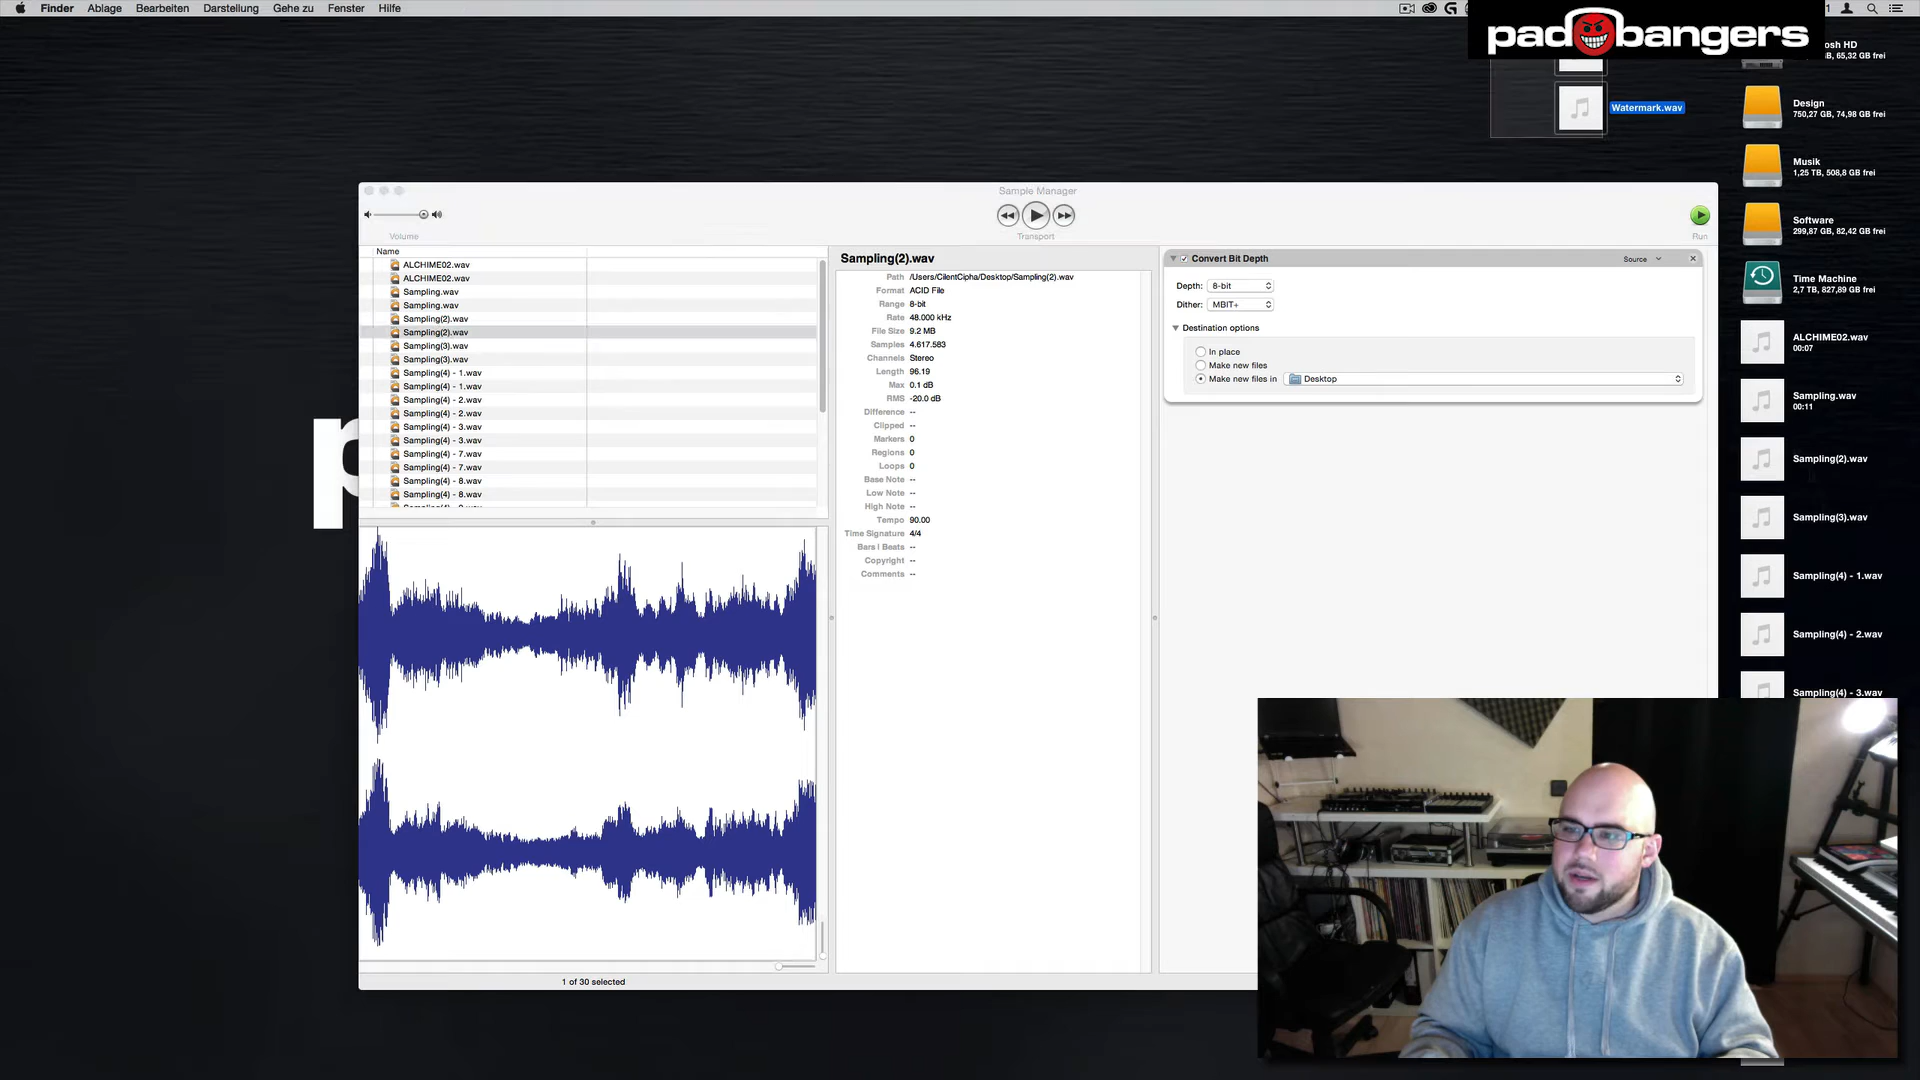 Finder Ablage Bearbeiten Darstellung Gehe zu Fenster Hilfe
pad bangers
osh HD
65,32 GB frei
Watermark.wav
Design
750,27 GB, 74,98 GB frei
Musik
1,25 TB, 508,8 GB frei
Software
299,87 GB, 82,42 GB frei
Time Machine
2,7 TB, 827,89 GB frei
ALCHIME02.wav
00:07
Sampling.wav
00:11
Sampling(2).wav
Sampling(3).wav
Sampling(4) - 1.wav
Sampling(4) - 2.wav
Sampling(4) - 3.wav
Sample Manager
Volume
Transport
Run
Name
ALCHIME02.wav
ALCHIME02.wav
Sampling.wav
Sampling.wav
Sampling(2).wav
Sampling(2).wav
Sampling(3).wav
Sampling(3).wav
Sampling(4) - 1.wav
Sampling(4) - 1.wav
Sampling(4) - 2.wav
Sampling(4) - 2.wav
Sampling(4) - 3.wav
Sampling(4) - 3.wav
Sampling(4) - 7.wav
Sampling(4) - 7.wav
Sampling(4) - 8.wav
Sampling(4) - 8.wav
Sampling(2).wav
Path /Users/CilentCipha/Desktop/Sampling(2).wav
Format ACID File
Range 8-bit
Rate 48.000 kHz
File Size 9.2 MB
Samples 4.617.583
Channels Stereo
Length 96.19
Max 0.1 dB
RMS -20.0 dB
Difference --
Clipped --
Markers 0
Regions 0
Loops 0
Base Note --
Low Note --
High Note --
Tempo 90.00
Time Signature 4/4
Bars | Beats --
Copyright --
Comments --
Convert Bit Depth
Source
Depth: 8-bit
Dither: MBIT+
Destination options
In place
Make new files
Make new files in Desktop
1 of 30 selected